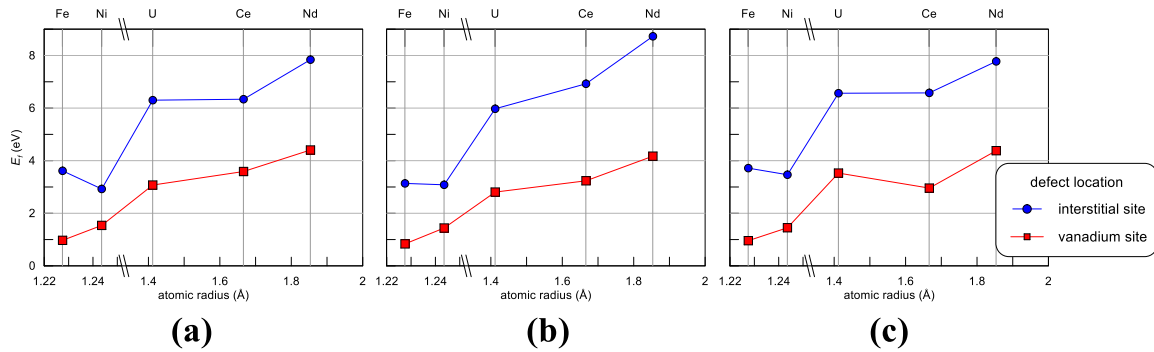 Fe Ni U Ce Nd Fe Ni U Ce Nd Fe Ni U Ce Nd
8
6
4
2
0
E_f (eV)
1.22 1.24 1.4 1.6 1.8 2 1.22 1.24 1.4 1.6 1.8 2 1.22 1.24 1.4 1.6 1.8 2
atomic radius (Å) atomic radius (Å) atomic radius (Å)
defect location
interstitial site
vanadium site
(a) (b) (c)